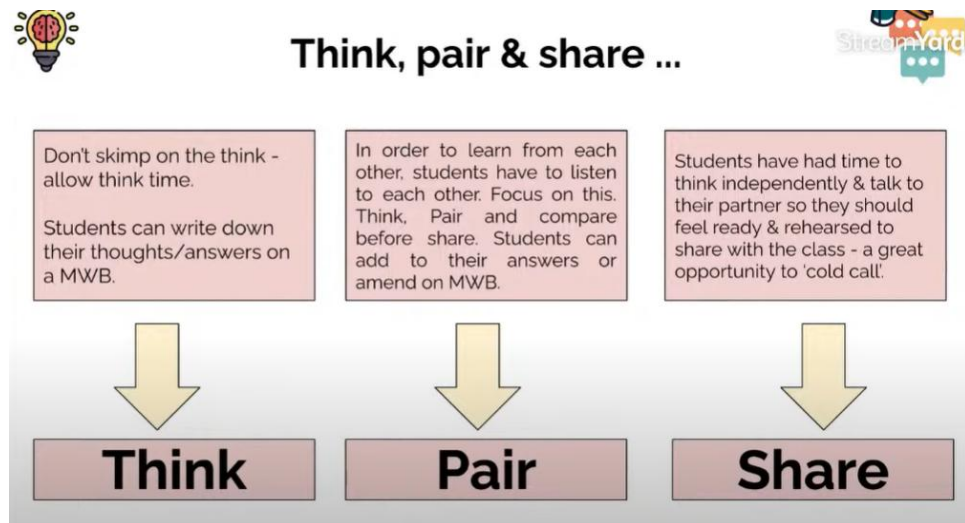 StreamYard
Think, pair & share ...
Don't skimp on the think -
allow think time.
Students can write down
their thoughts/answers on
a MWB.
In order to learn from each
other, students have to listen
to each other. Focus on this.
Think, Pair and compare
before share. Students can
add to their answers or
amend on MWB.
Students have had time to
think independently & talk to
their partner so they should
feel ready & rehearsed to
share with the class - a great
opportunity to 'cold call'.
Think
Pair
Share